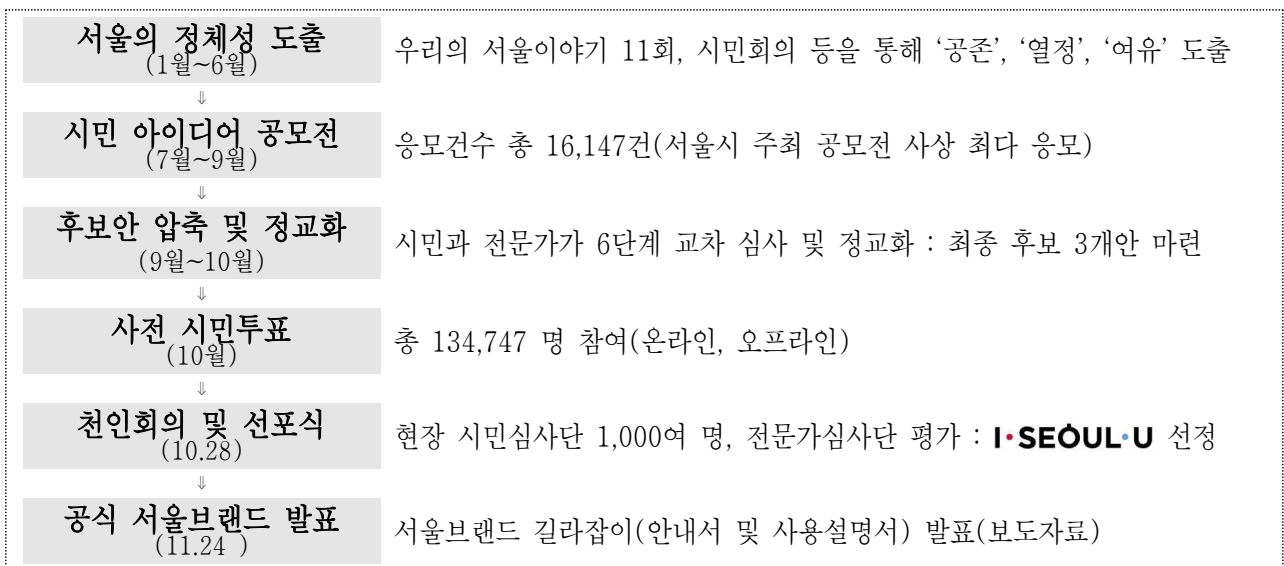 서울의 정체성 도출
(1월~6월)
우리의 서울이야기 11회, 시민회의 등을 통해 ‘공존’, ‘열정’, ‘여유’ 도출
⇓
시민 아이디어 공모전
(7월~9월)
응모건수 총 16,147건(서울시 주최 공모전 사상 최다 응모)
⇓
후보안 압축 및 정교화
(9월~10월)
시민과 전문가가 6단계 교차 심사 및 정교화 : 최종 후보 3개안 마련
⇓
사전 시민투표
(10월)
총 134,747 명 참여(온라인, 오프라인)
⇓
천인회의 및 선포식
(10.28)
현장 시민심사단 1,000여 명, 전문가심사단 평가 : I·SEOUL·U 선정
⇓
공식 서울브랜드 발표
(11.24 )
서울브랜드 길라잡이(안내서 및 사용설명서) 발표(보도자료)